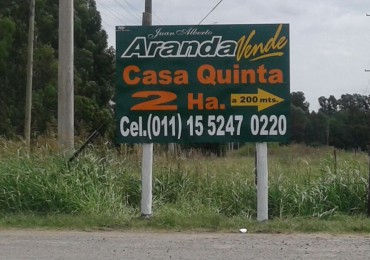 Juan Alberto
Aranda Vende
Casa Quinta
2 Ha. a 200 mts.
Cel.(011) 15 5247 0220